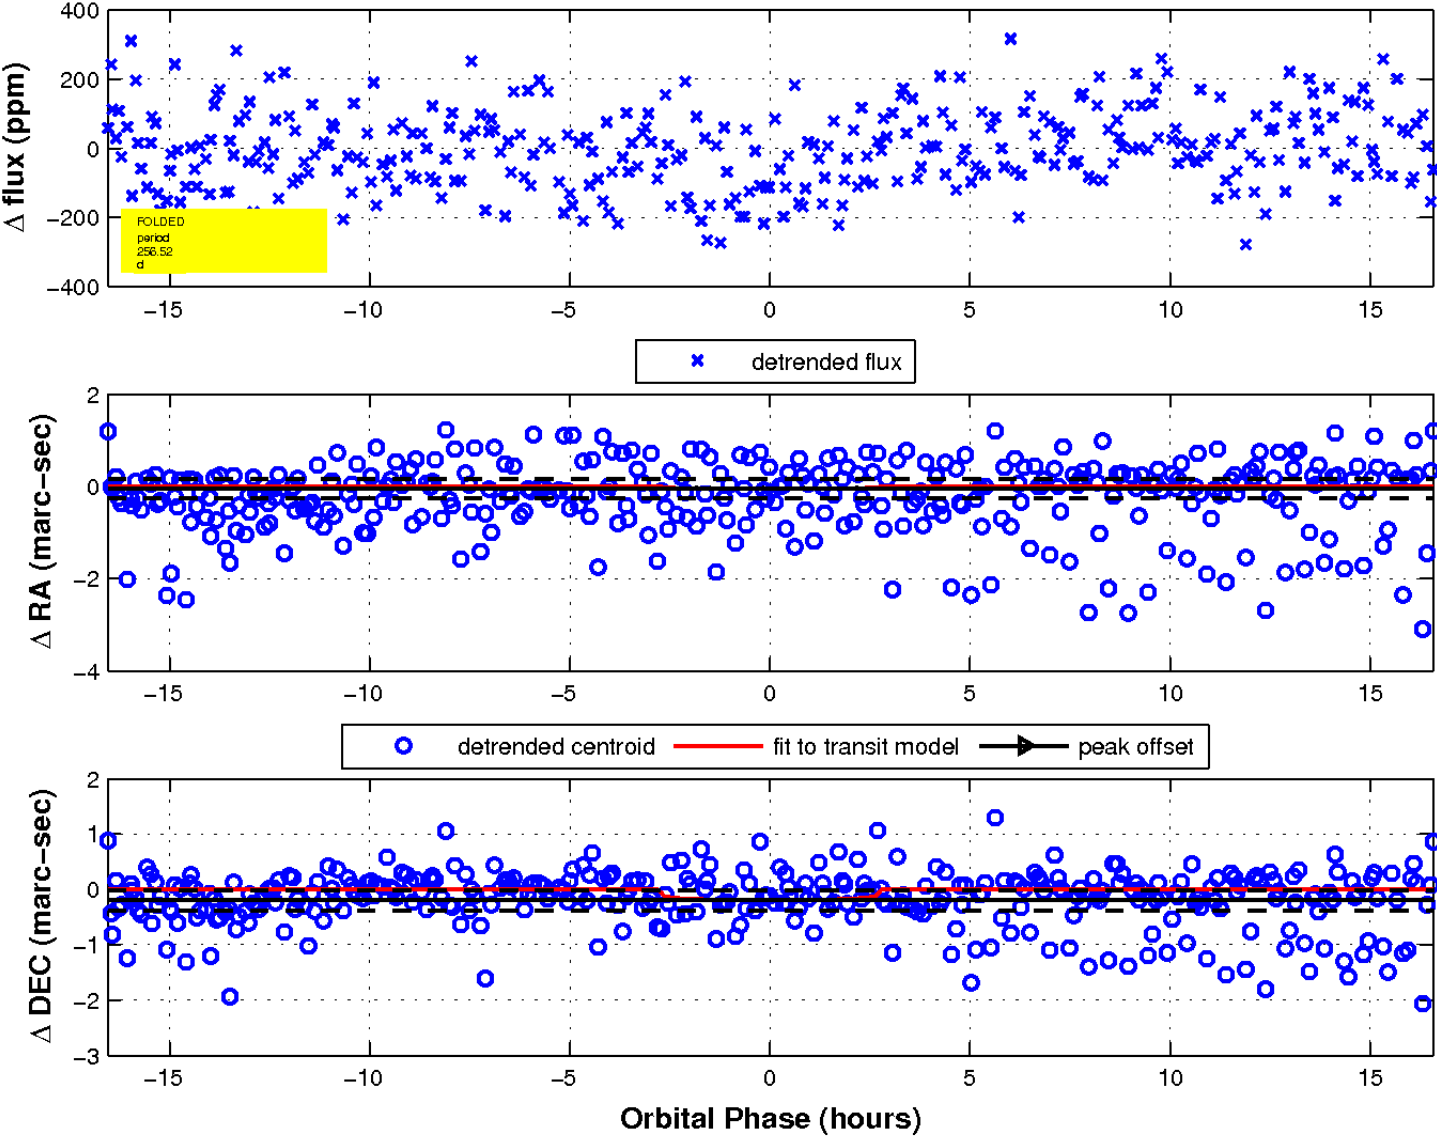 400
200
0
−200
−400
Δ flux (ppm)
FOLDED
period
256.52
d
−15 −10 −5 0 5 10 15
detrended flux
2
0
−2
−4
Δ RA (marc−sec)
−15 −10 −5 0 5 10 15
detrended centroid fit to transit model peak offset
2
1
0
−1
−2
−3
Δ DEC (marc−sec)
−15 −10 −5 0 5 10 15
Orbital Phase (hours)